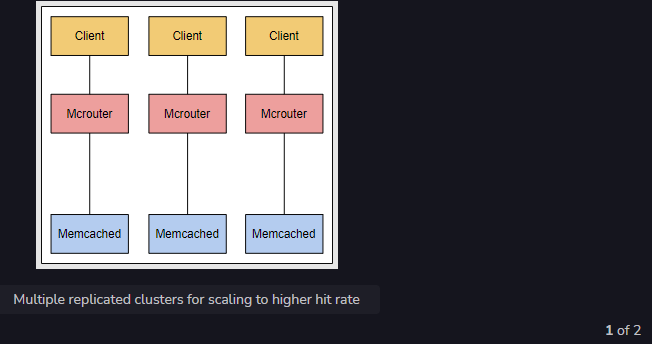 Client Client Client
Mcrouter Mcrouter Mcrouter
Memcached Memcached Memcached
Multiple replicated clusters for scaling to higher hit rate
1 of 2